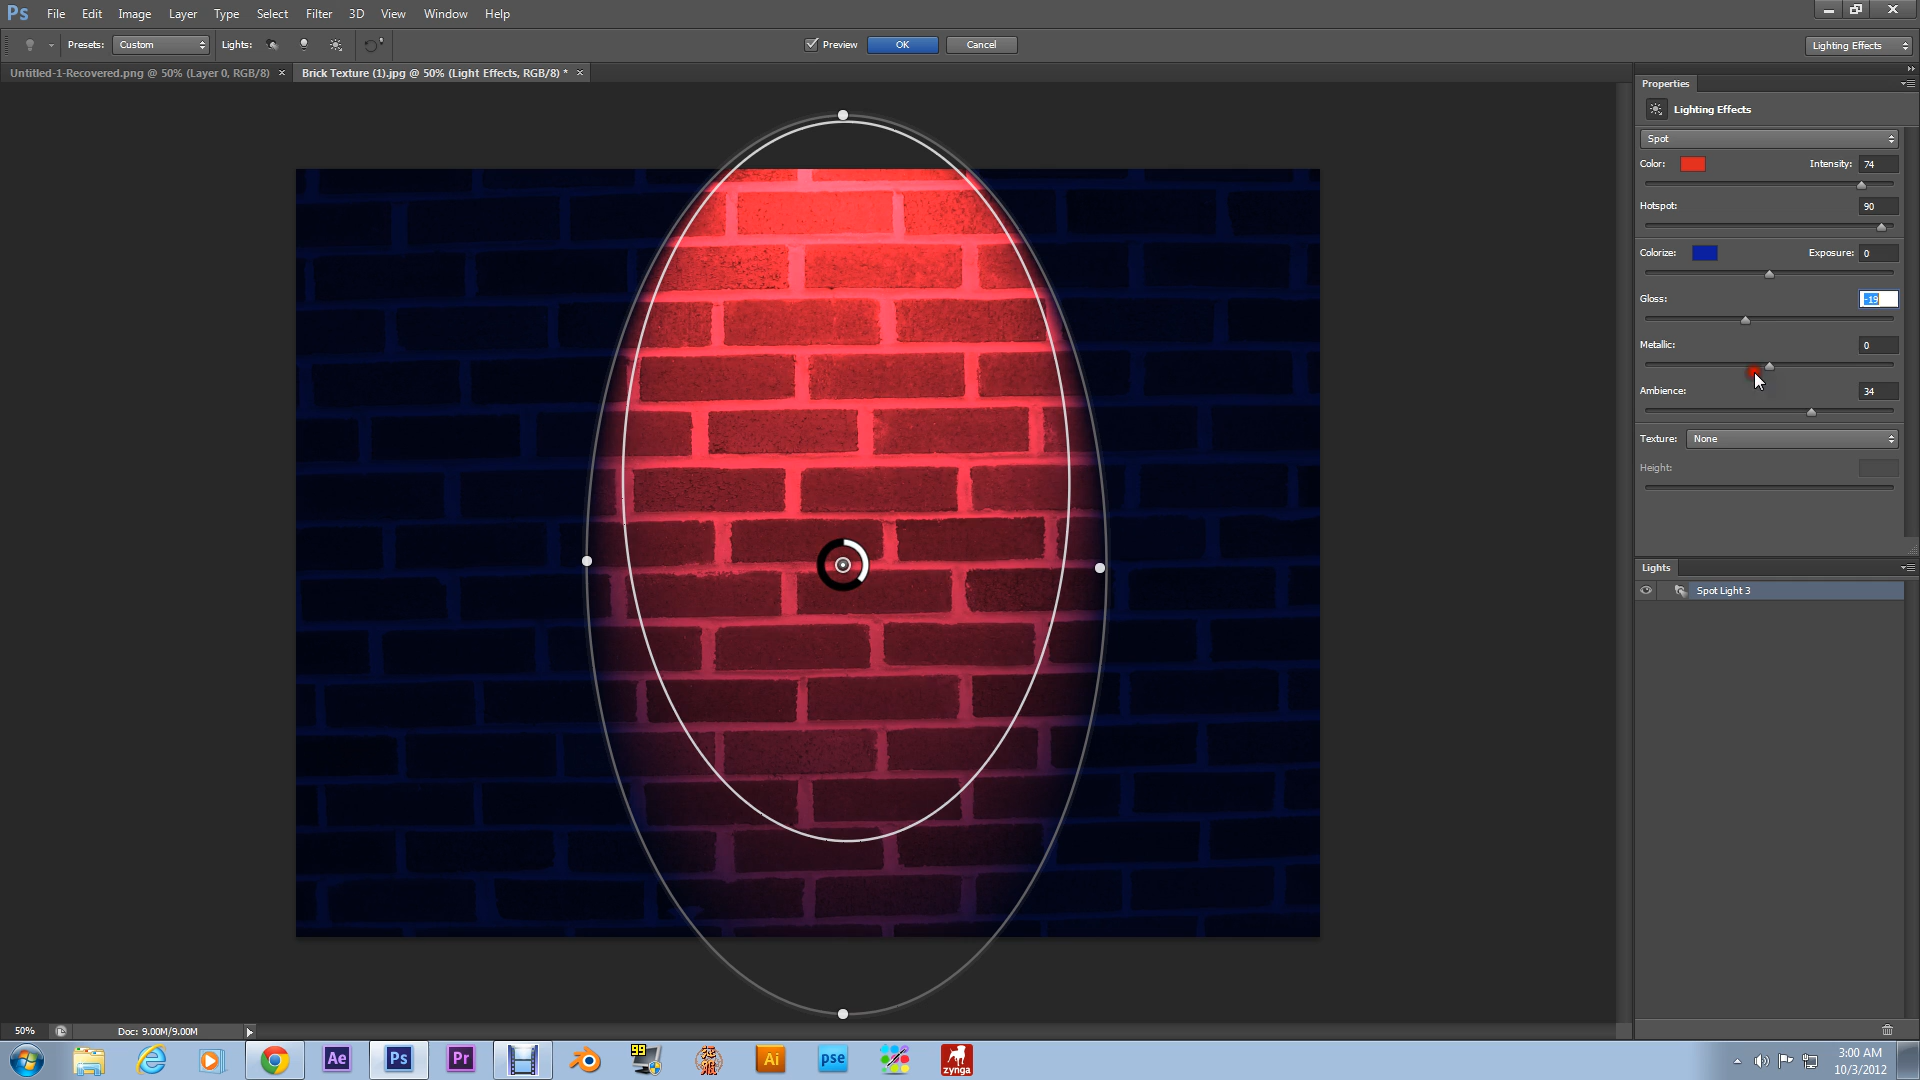 Ps File Edit Image Layer Type Select Filter 3D View Window Help
Presets: Custom Lights: Preview OK Cancel Lighting Effects
Untitled-1-Recovered.png @ 50% (Layer 0, RGB/8) × Brick Texture (1).jpg @ 50% (Light Effects, RGB/8) * ×
Properties
Lighting Effects
Spot
Color: Intensity: 74
Hotspot: 90
Colorize: Exposure: 0
Gloss: -19
Metallic: 0
Ambience: 34
Texture: None
Height:
Lights
Spot Light 3
50% Doc: 9.00M/9.00M
Ae Ps Pr 99 Ai pse zynga
3:00 AM
10/3/2012